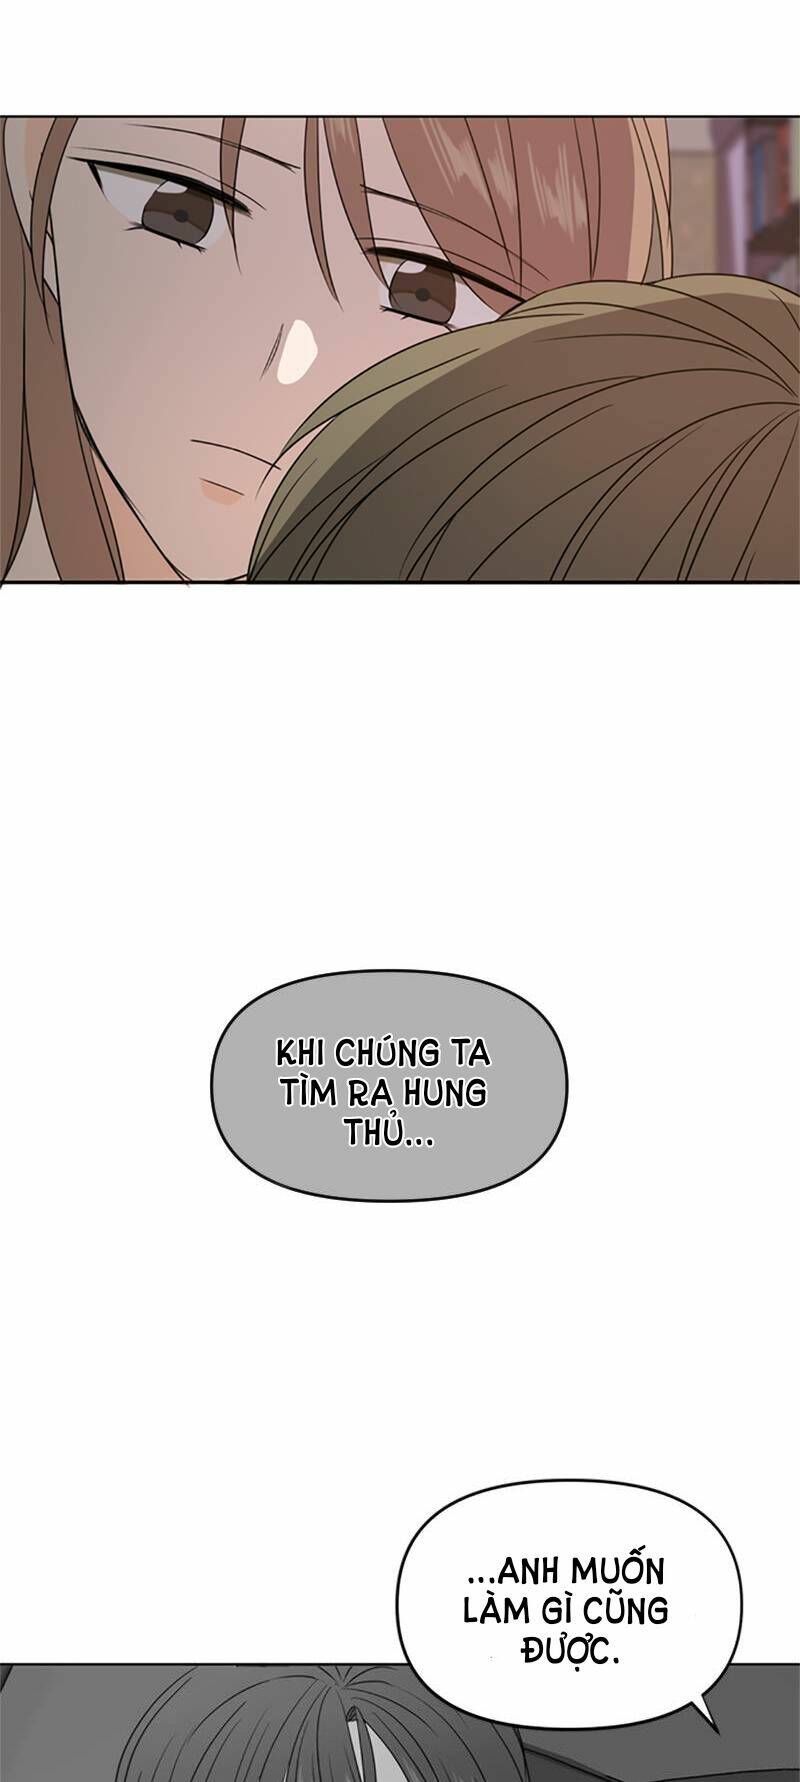 KHI CHÚNG TA
TÌM RA HUNG
THỦ...
...ANH MUỐN
LÀM GÌ CŨNG
ĐƯỢC.